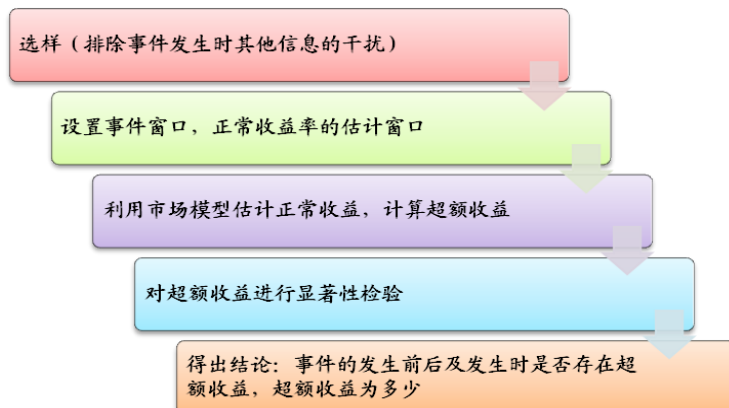 选样（排除事件发生时其他信息的干扰）
设置事件窗口，正常收益率的估计窗口
利用市场模型估计正常收益，计算超额收益
对超额收益进行显著性检验
得出结论：事件的发生前后及发生时是否存在超
额收益，超额收益为多少